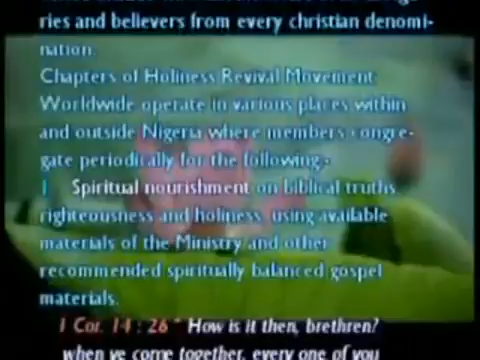 ries and believers from every christian denomi-
nation.
Chapters of Holiness Revival Movement
Worldwide operate in various places within
and outside Nigeria where members congre-
gate periodically for the following;-
1 Spiritual nourishment on biblical truths
righteousness and holiness, using available
materials of the Ministry and other
recommended spiritually balanced gospel
materials.
1 Cor. 14 : 26 " How is it then, brethren?
when ye come together, every one of you